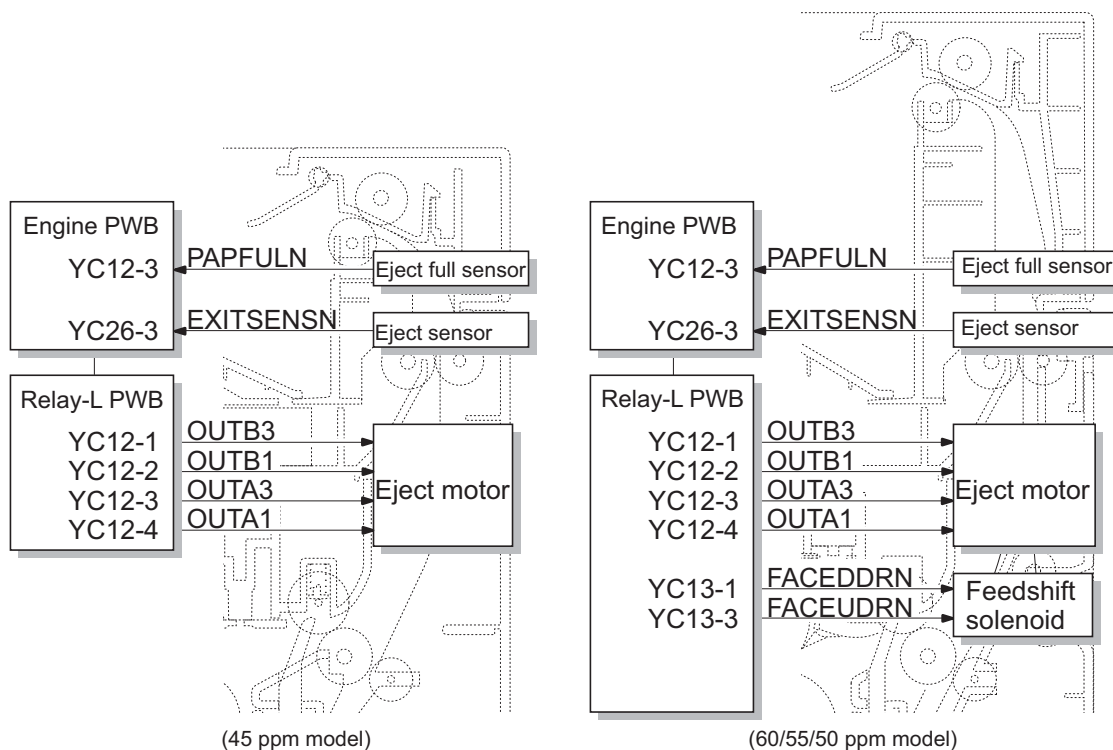 Engine PWB
YC12-3
PAPFULN
Eject full sensor
YC26-3
EXITSENSN
Eject sensor
Relay-L PWB
YC12-1
OUTB3
YC12-2
OUTB1
YC12-3
OUTA3
YC12-4
OUTA1
Eject motor
(45 ppm model)
Engine PWB
YC12-3
PAPFULN
Eject full sensor
YC26-3
EXITSENSN
Eject sensor
Relay-L PWB
YC12-1
OUTB3
YC12-2
OUTB1
YC12-3
OUTA3
YC12-4
OUTA1
Eject motor
YC13-1
FACEDDRN
YC13-3
FACEUDRN
Feedshift
solenoid
(60/55/50 ppm model)